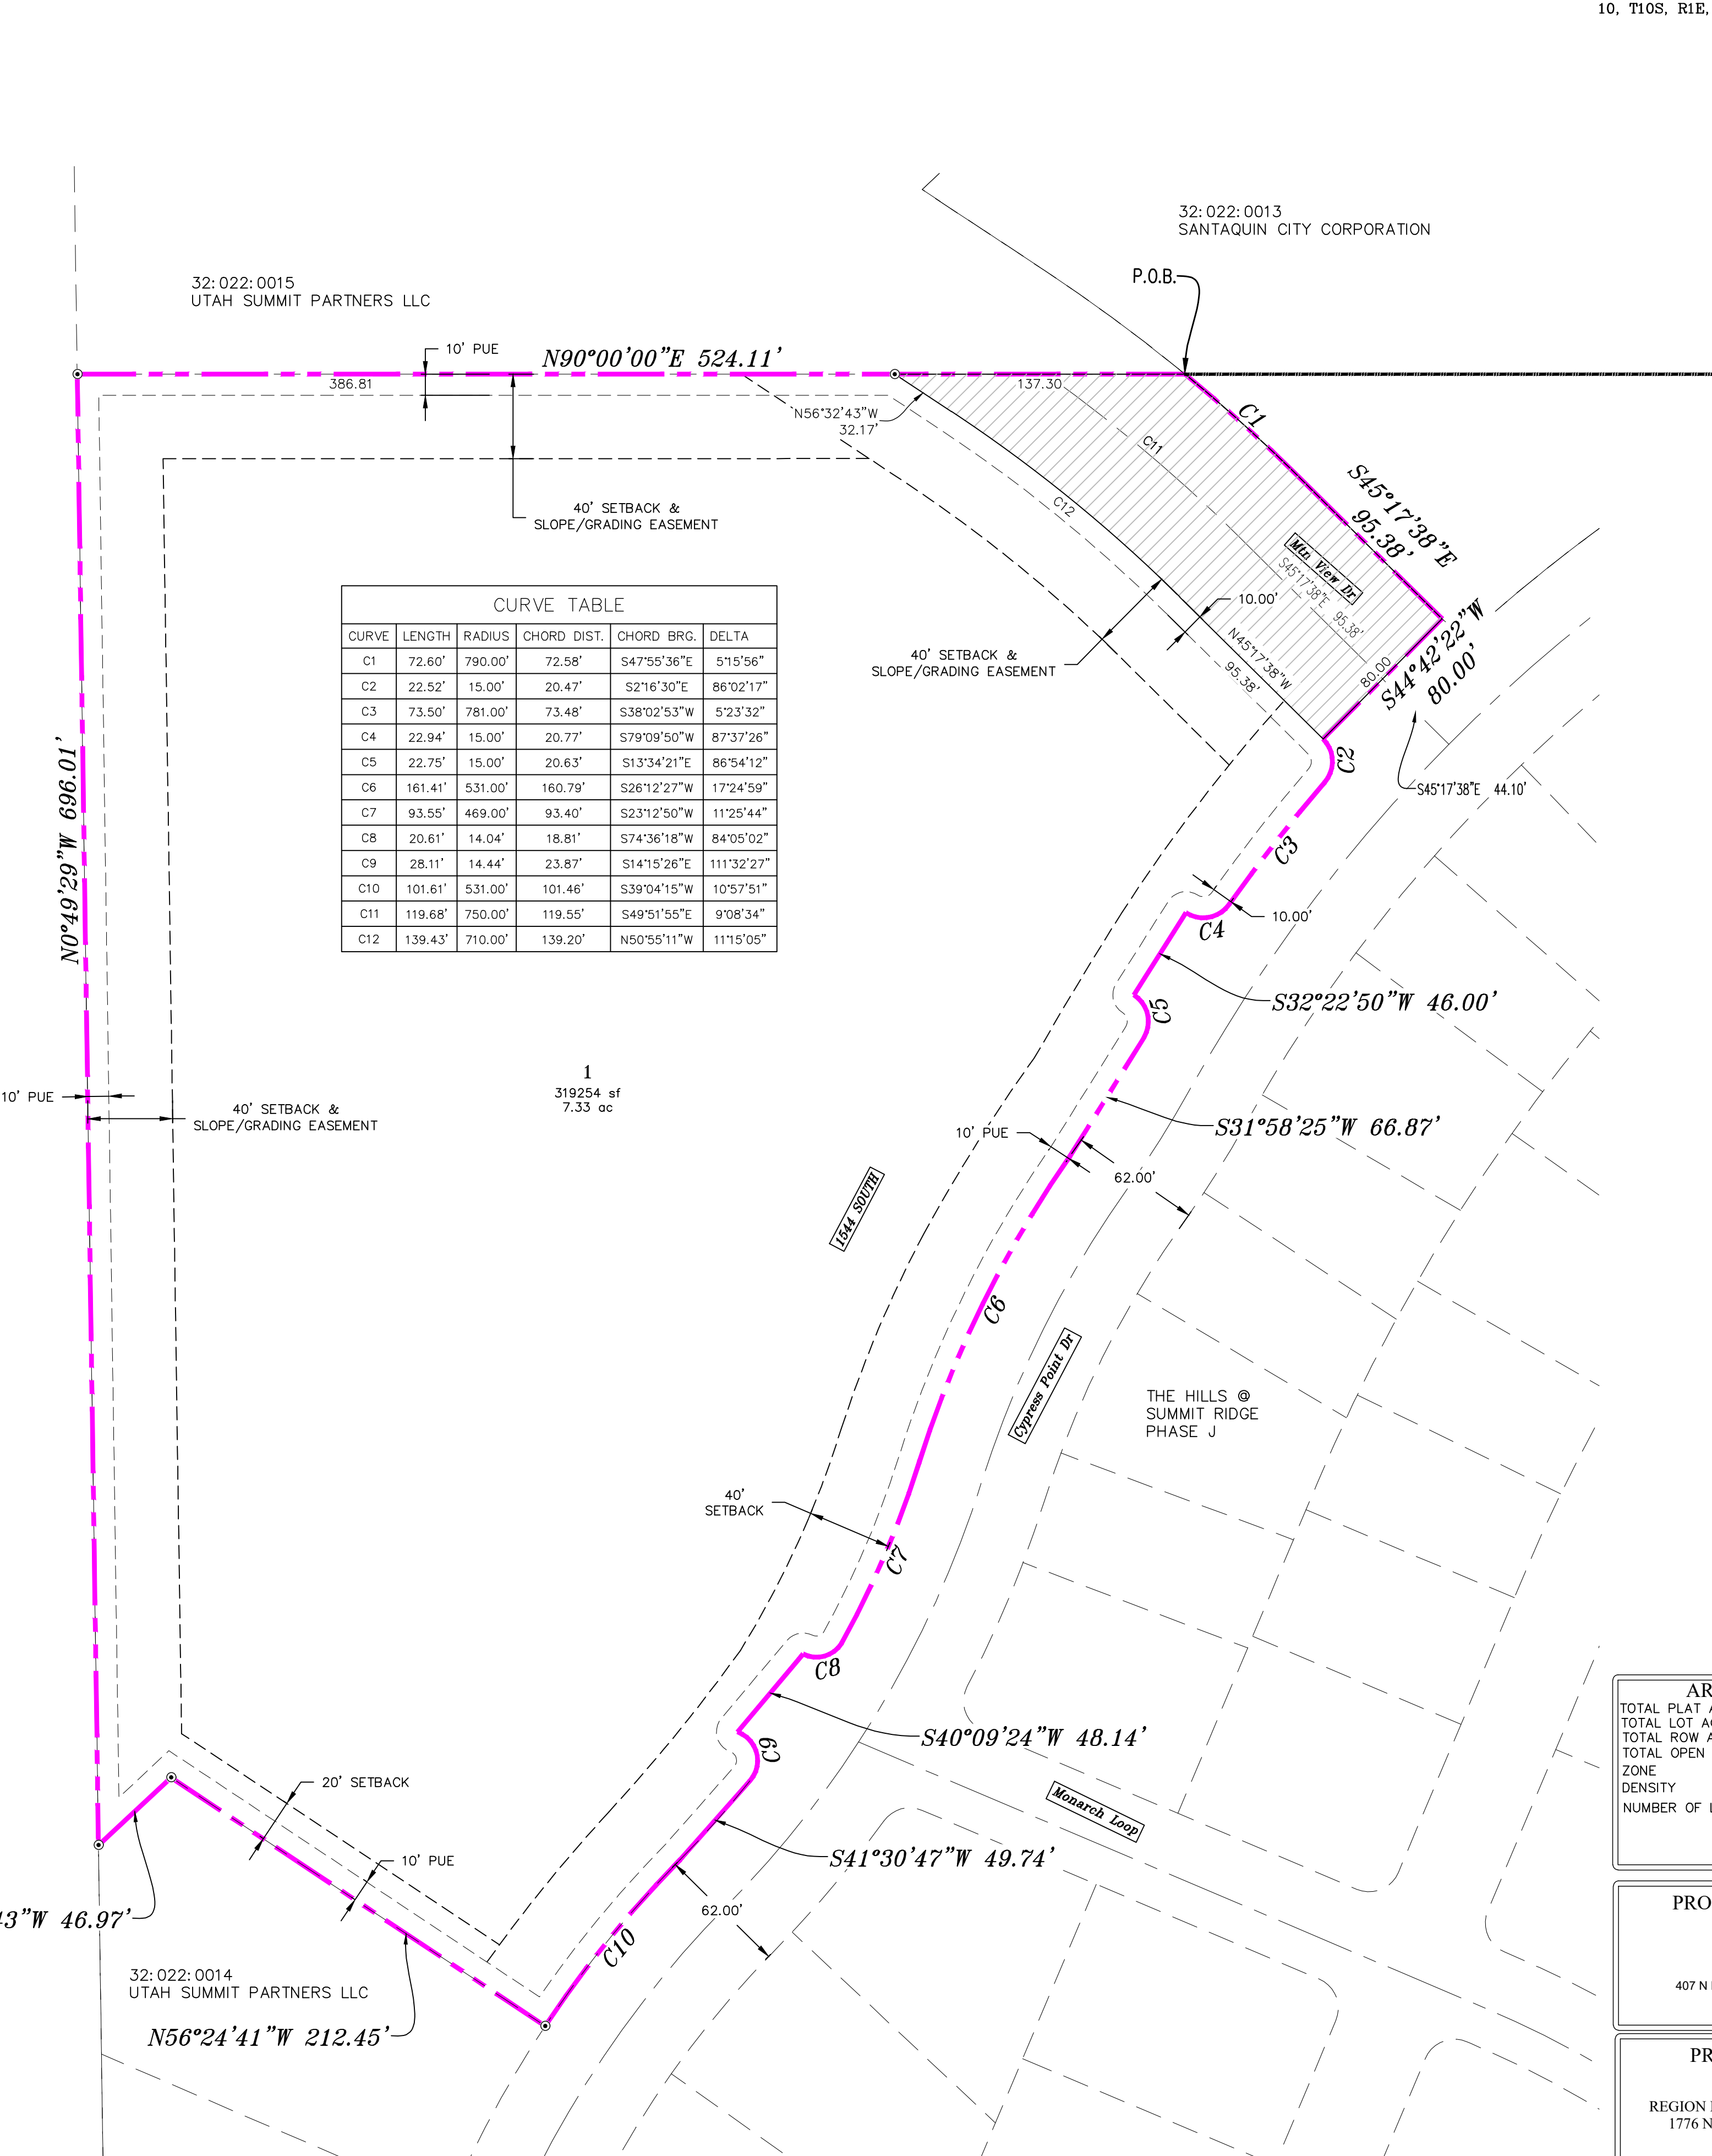 10, T10S, R1E,
32:022:0013
SANTAQUIN CITY CORPORATION
P.O.B.
32:022:0015
UTAH SUMMIT PARTNERS LLC
10' PUE
N90°00'00"E 524.11'
386.81
137.30
N56°32'43"W
32.17'
C1
C11
S45°17'38"E
95.38'
C12
40' SETBACK &
SLOPE/GRADING EASEMENT
Mtn View Dr
S45°17'38"E 95.38'
10.00'
N45°17'38"W
95.38'
80.00
S44°42'22"W
80.00'
40' SETBACK &
SLOPE/GRADING EASEMENT
C2
S45°17'38"E 44.10'
CURVE TABLE
CURVE LENGTH RADIUS CHORD DIST. CHORD BRG. DELTA
C1 72.60' 790.00' 72.58' S47°55'36"E 5°15'56"
C2 22.52' 15.00' 20.47' S2°16'30"E 86°02'17"
C3 73.50' 781.00' 73.48' S38°02'53"W 5°23'32"
C4 22.94' 15.00' 20.77' S79°09'50"W 87°37'26"
C5 22.75' 15.00' 20.63' S13°34'21"E 86°54'12"
C6 161.41' 531.00' 160.79' S26°12'27"W 17°24'59"
C7 93.55' 469.00' 93.40' S23°12'50"W 11°25'44"
C8 20.61' 14.04' 18.81' S74°36'18"W 84°05'02"
C9 28.11' 14.44' 23.87' S14°15'26"E 111°32'27"
C10 101.61' 531.00' 101.46' S39°04'15"W 10°57'51"
C11 119.68' 750.00' 119.55' S49°51'55"E 9°08'34"
C12 139.43' 710.00' 139.20' N50°55'11"W 11°15'05"
N0°49'29"W 696.01'
C3
10.00'
C4
S32°22'50"W 46.00'
C5
1
319254 sf
7.33 ac
10' PUE
40' SETBACK &
SLOPE/GRADING EASEMENT
S31°58'25"W 66.87'
10' PUE
62.00'
1544 SOUTH
C6
Cypress Point Dr
THE HILLS @
SUMMIT RIDGE
PHASE J
40'
SETBACK
C7
C8
S40°09'24"W 48.14'
C9
20' SETBACK
Monarch Loop
10' PUE
S41°30'47"W 49.74'
62.00'
43"W 46.97'
C10
32:022:0014
UTAH SUMMIT PARTNERS LLC
N56°24'41"W 212.45'
AR
TOTAL PLAT A
TOTAL LOT AC
TOTAL ROW A
TOTAL OPEN
ZONE
DENSITY
NUMBER OF L
PRO
407 N
PR
REGION
1776 N